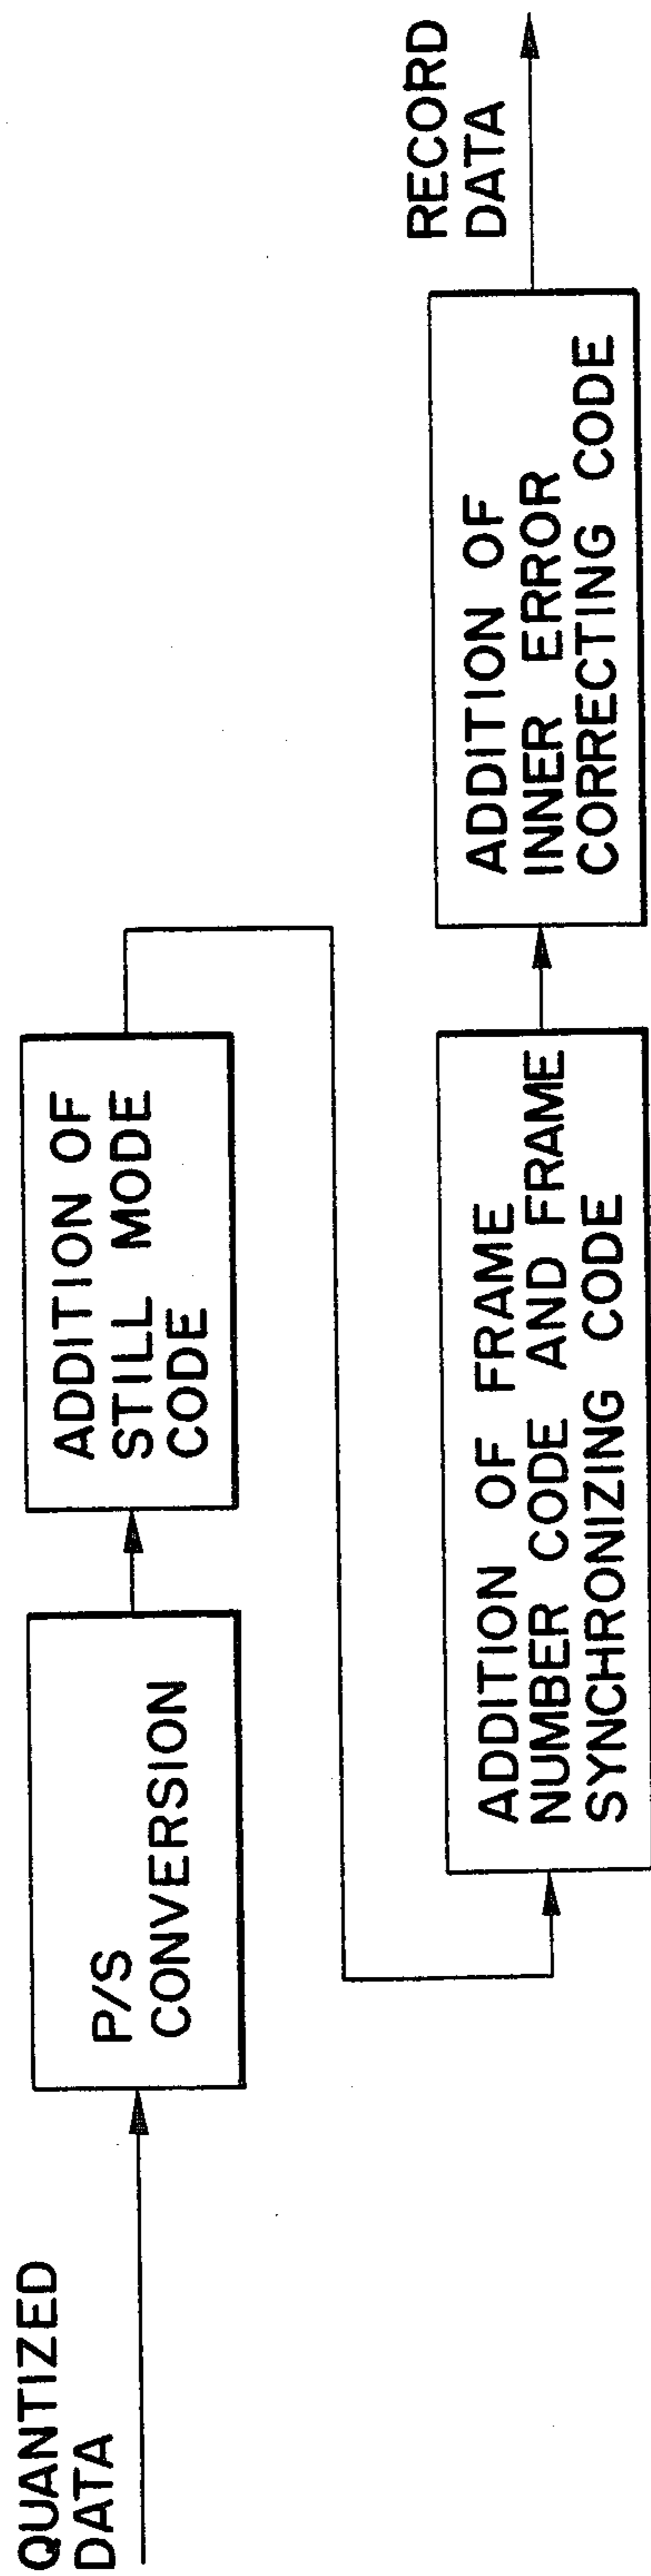 QUANTIZED
DATA
P/S
CONVERSION
ADDITION OF
STILL MODE
CODE
ADDITION OF FRAME
NUMBER CODE AND FRAME
SYNCHRONIZING CODE
ADDITION OF
INNER ERROR
CORRECTING CODE
RECORD
DATA